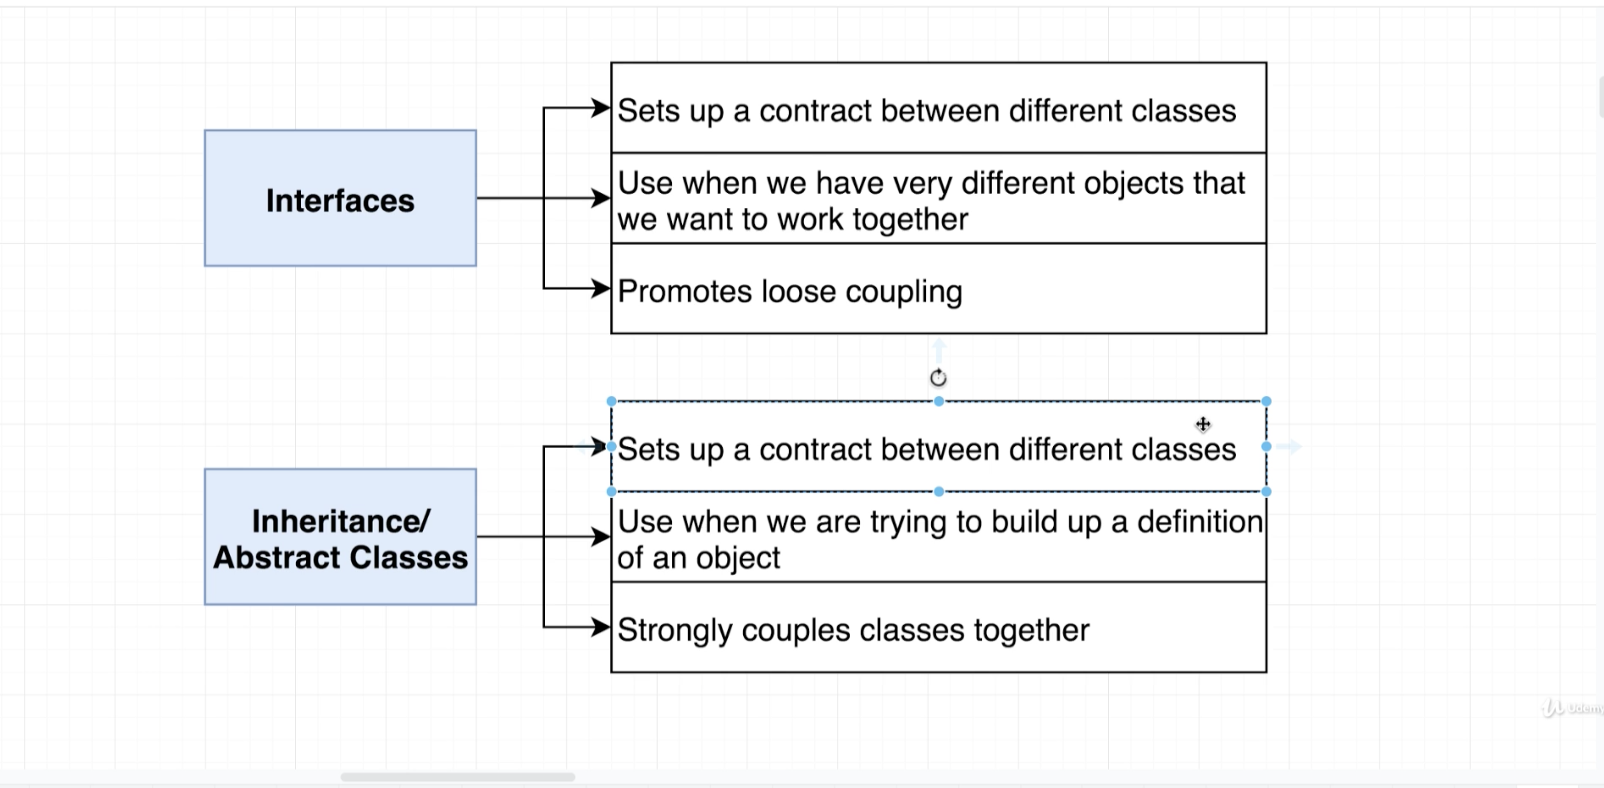 Interfaces
Sets up a contract between different classes
Use when we have very different objects that
we want to work together
Promotes loose coupling
Inheritance/
Abstract Classes
Sets up a contract between different classes
Use when we are trying to build up a definition
of an object
Strongly couples classes together
Udemy